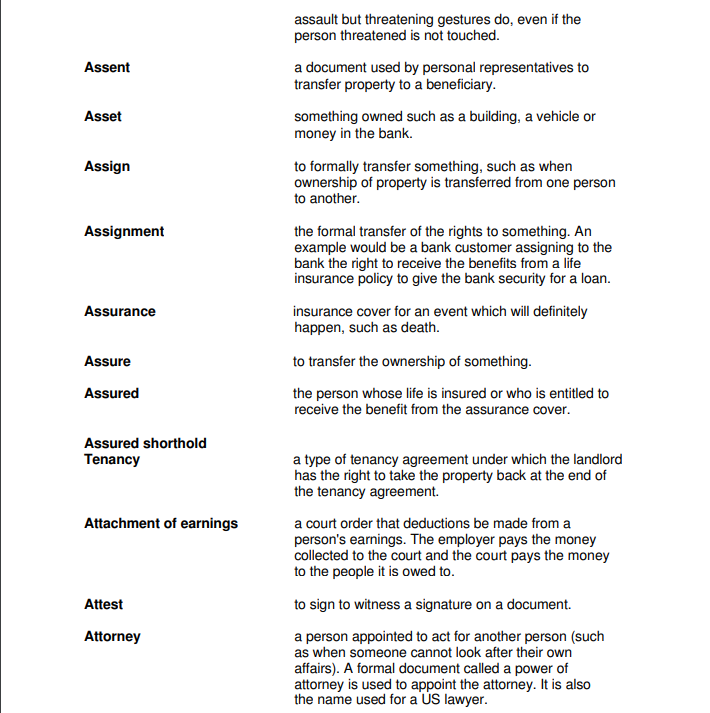 assault but threatening gestures do, even if the
person threatened is not touched.
Assent a document used by personal representatives to
transfer property to a beneficiary.
Asset something owned such as a building, a vehicle or
money in the bank.
Assign to formally transfer something, such as when
ownership of property is transferred from one person
to another.
Assignment the formal transfer of the rights to something. An
example would be a bank customer assigning to the
bank the right to receive the benefits from a life
insurance policy to give the bank security for a loan.
Assurance insurance cover for an event which will definitely
happen, such as death.
Assure to transfer the ownership of something.
Assured the person whose life is insured or who is entitled to
receive the benefit from the assurance cover.
Assured shorthold
Tenancy a type of tenancy agreement under which the landlord
has the right to take the property back at the end of
the tenancy agreement.
Attachment of earnings a court order that deductions be made from a
person's earnings. The employer pays the money
collected to the court and the court pays the money
to the people it is owed to.
Attest to sign to witness a signature on a document.
Attorney a person appointed to act for another person (such
as when someone cannot look after their own
affairs). A formal document called a power of
attorney is used to appoint the attorney. It is also
the name used for a US lawyer.